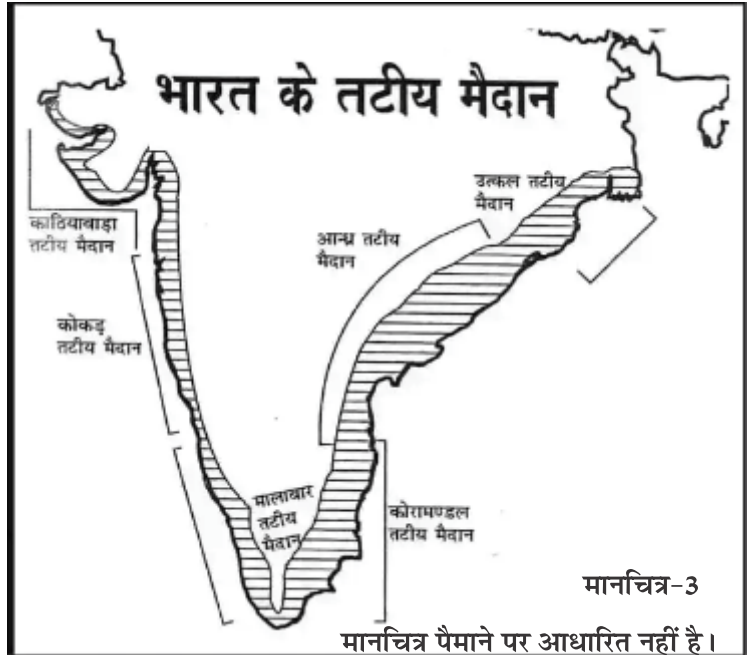 भारत के तटीय मैदान
उत्कल तटीय
मैदान
काठियावाड़ा
तटीय मैदान
आन्ध्र तटीय
मैदान
कोकड़
तटीय मैदान
मालाबार
तटीय
मैदान
कोरामण्डल
तटीय मैदान
मानचित्र-3
मानचित्र पैमाने पर आधारित नहीं है।